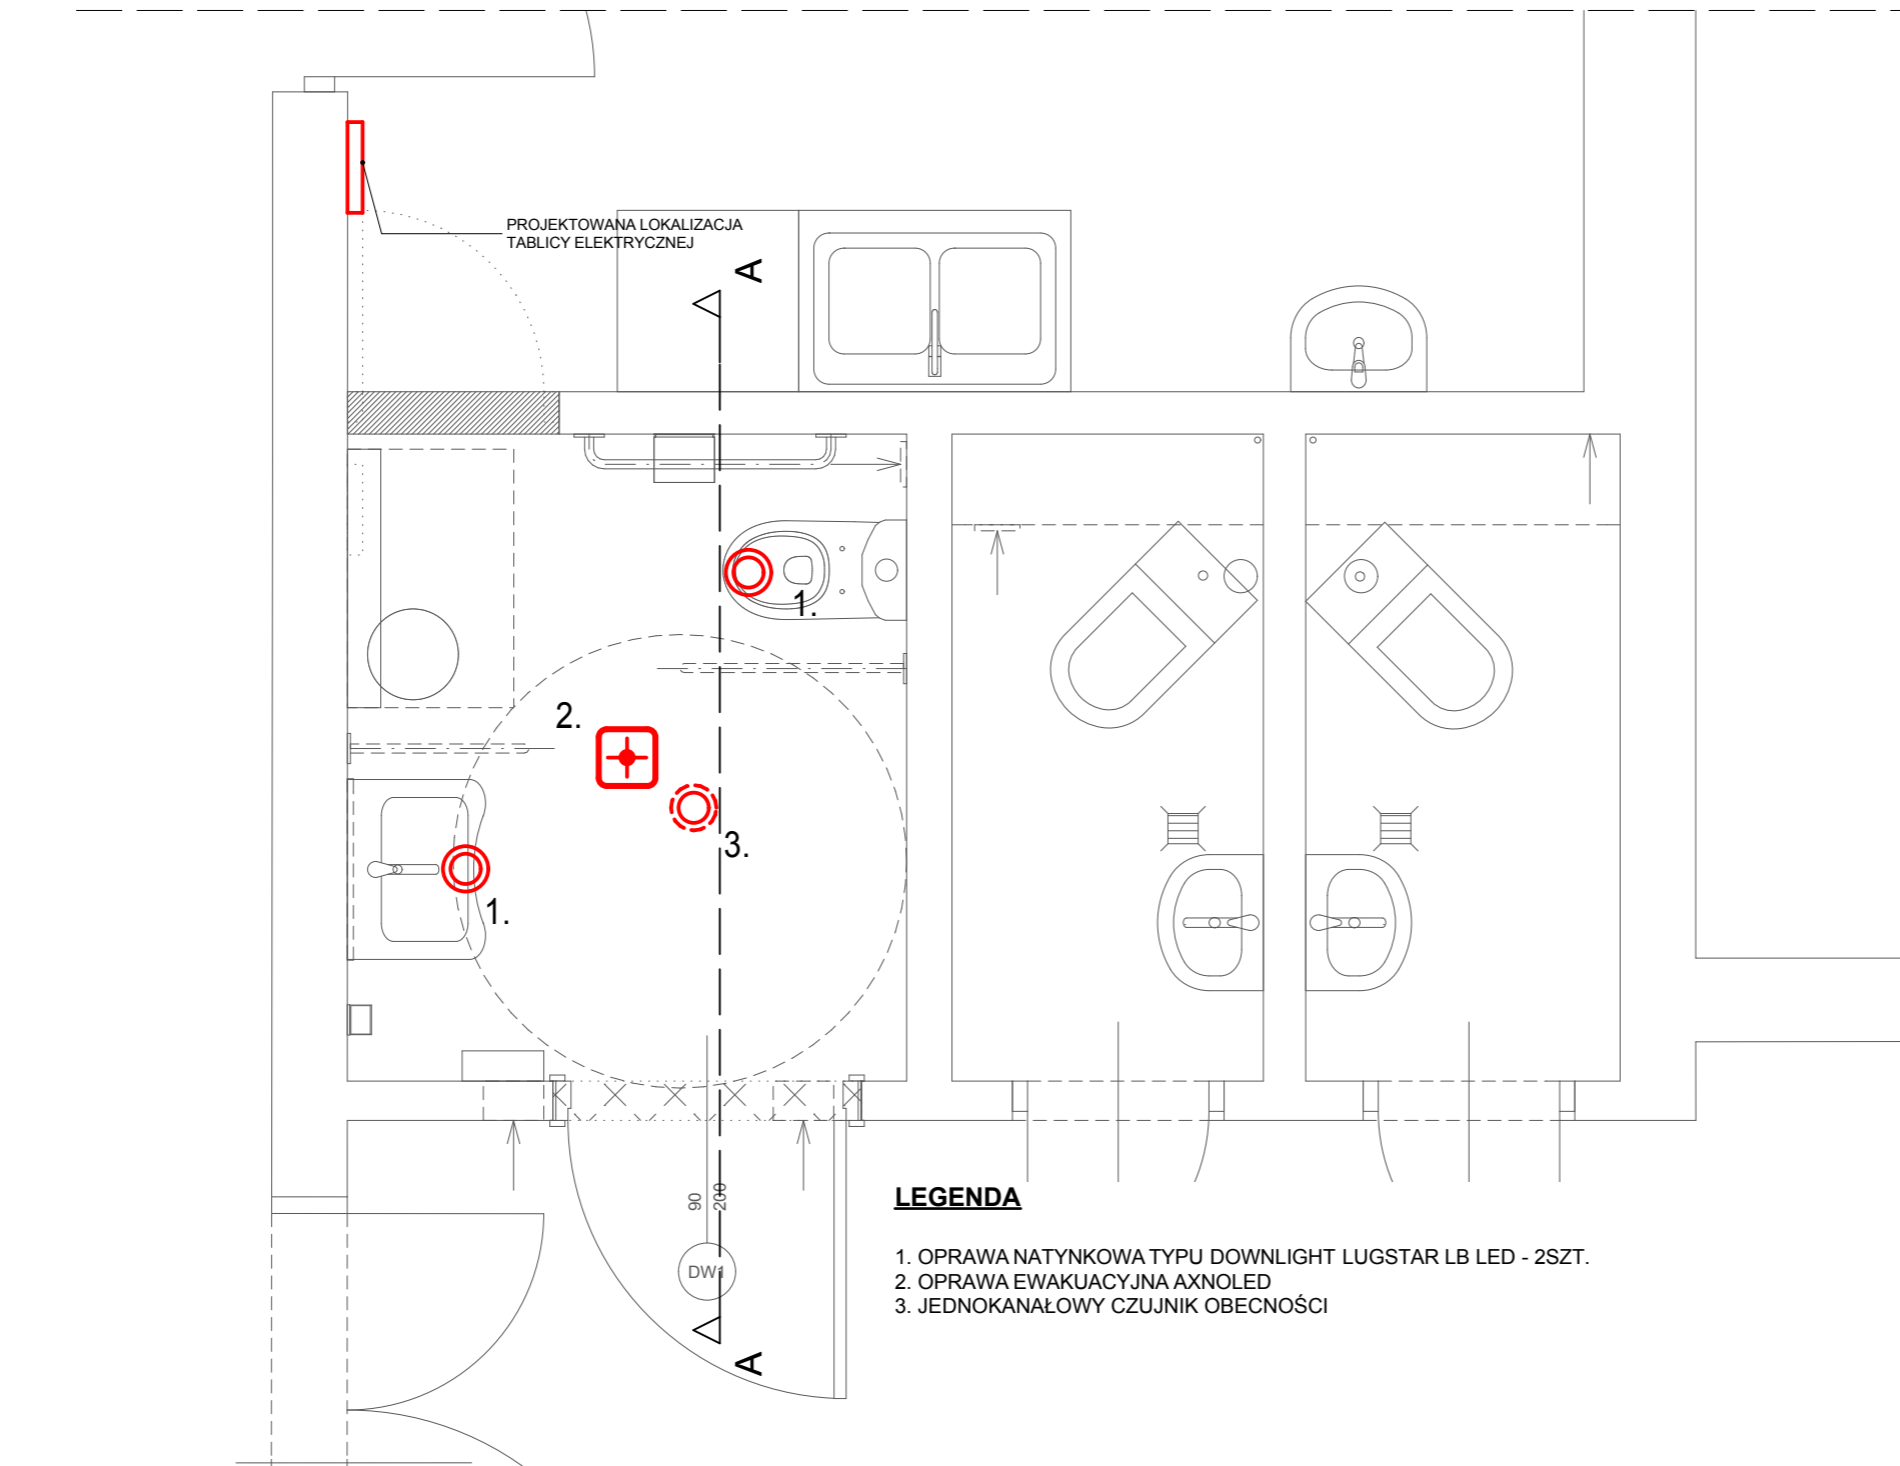 PROJEKTOWANA LOKALIZACJA
TABLICY ELEKTRYCZNEJ
A
1.
2.
3.
1.
90
200
DW1
A
LEGENDA
1. OPRAWA NATYNKOWA TYPU DOWNLIGHT LUGSTAR LB LED - 2SZT.
2. OPRAWA EWAKUACYJNA AXNOLED
3. JEDNOKANAŁOWY CZUJNIK OBECNOŚCI